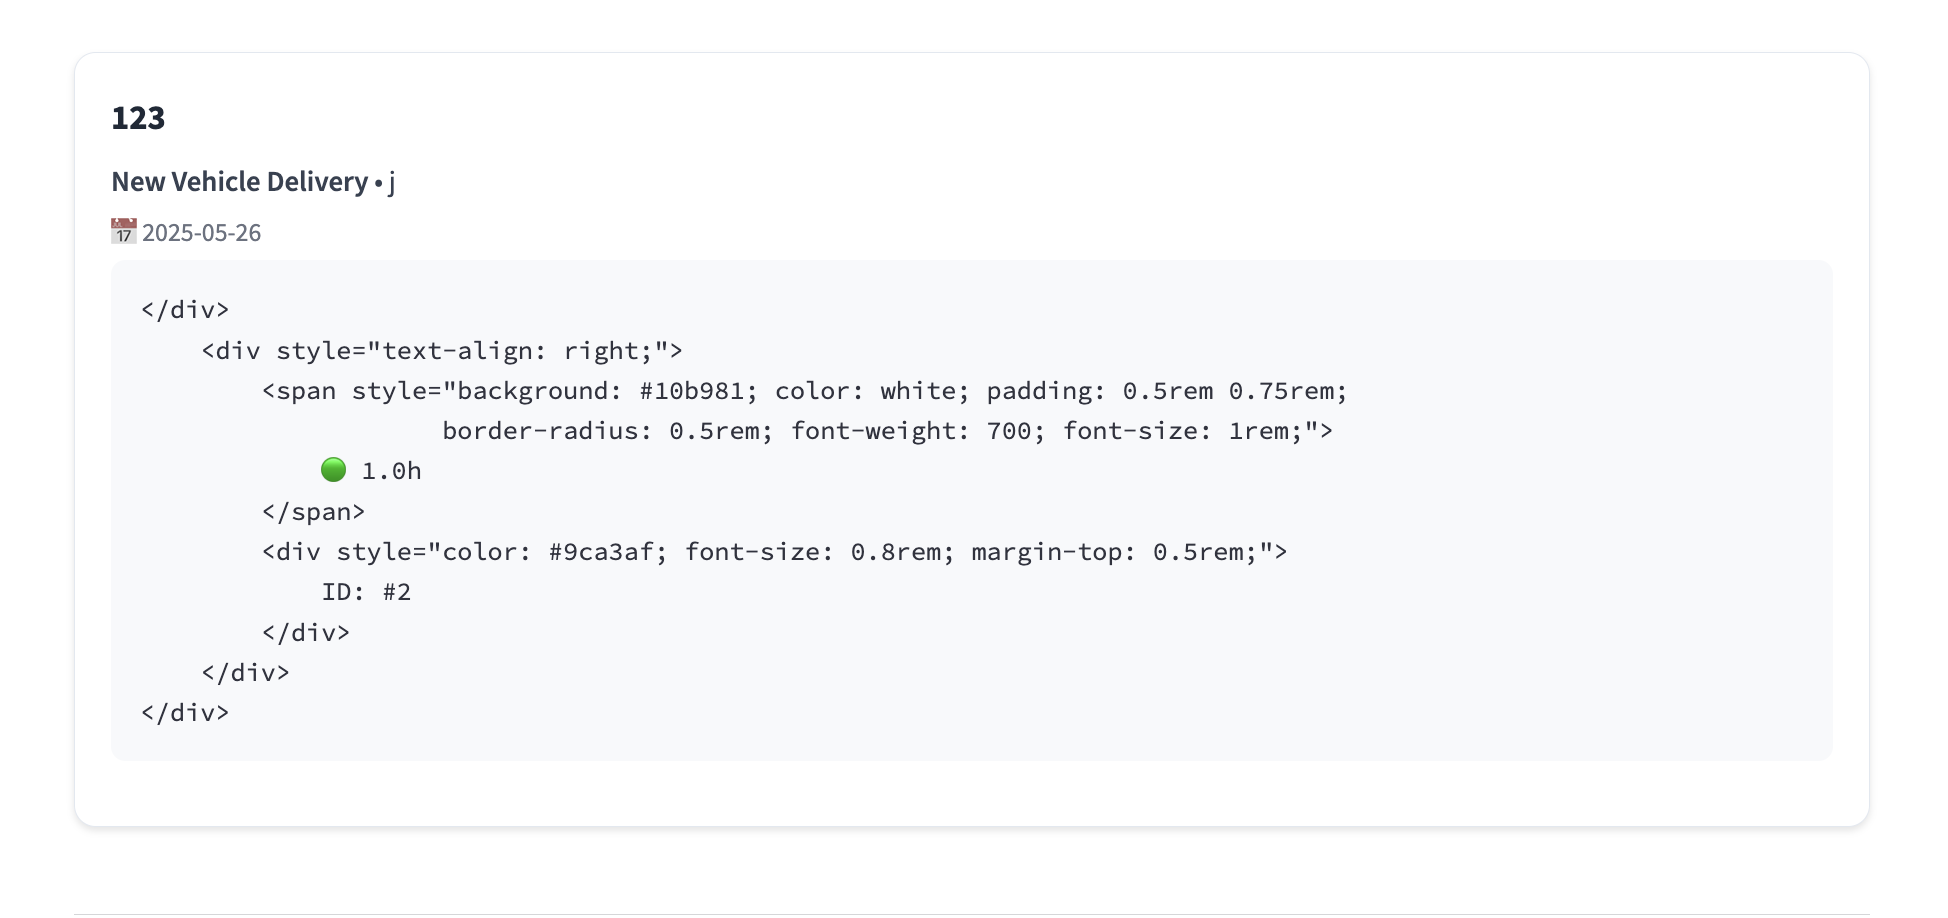 123
New Vehicle Delivery • j
📅 2025-05-26
</div>
    <div style="text-align: right;">
        <span style="background: #10b981; color: white; padding: 0.5rem 0.75rem;
                    border-radius: 0.5rem; font-weight: 700; font-size: 1rem;">
            🟢 1.0h
        </span>
        <div style="color: #9ca3af; font-size: 0.8rem; margin-top: 0.5rem;">
            ID: #2
        </div>
    </div>
</div>